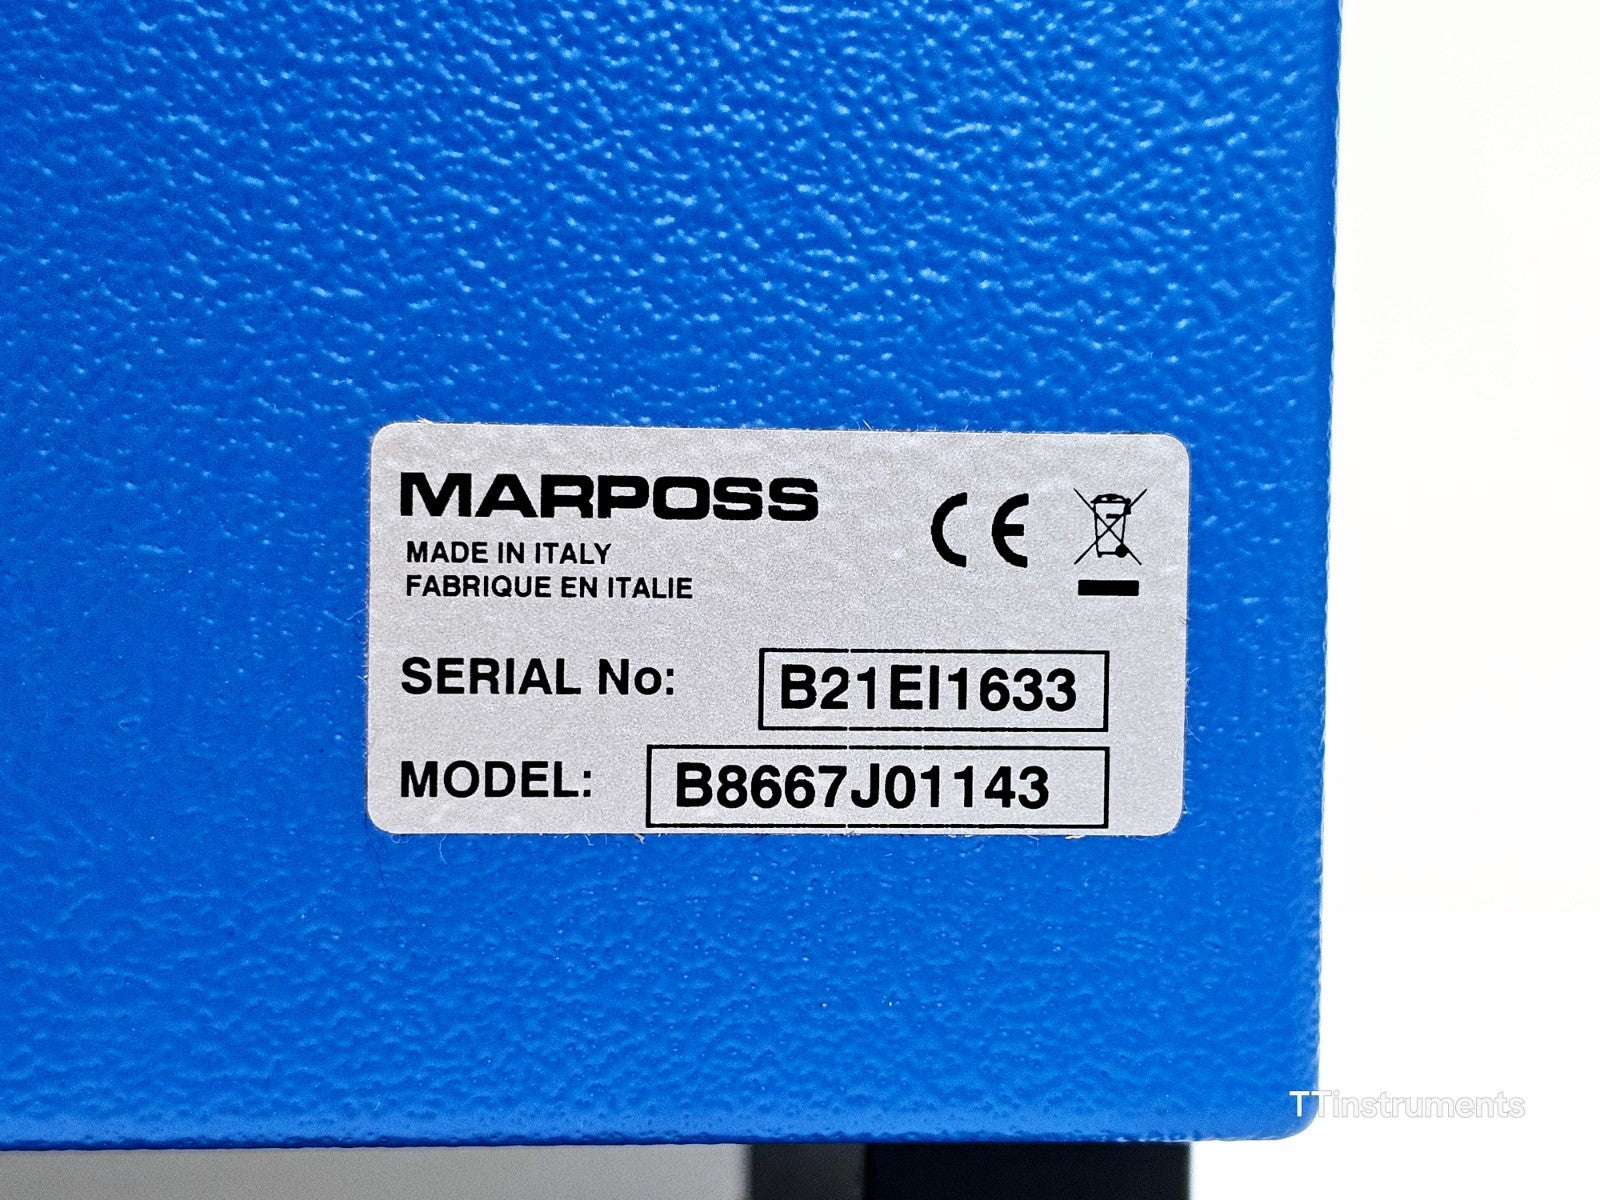 MARPOSS
MADE IN ITALY
FABRIQUE EN ITALIE
CE
SERIAL No: B21EI1633
MODEL: B8667J01143
TTinstruments